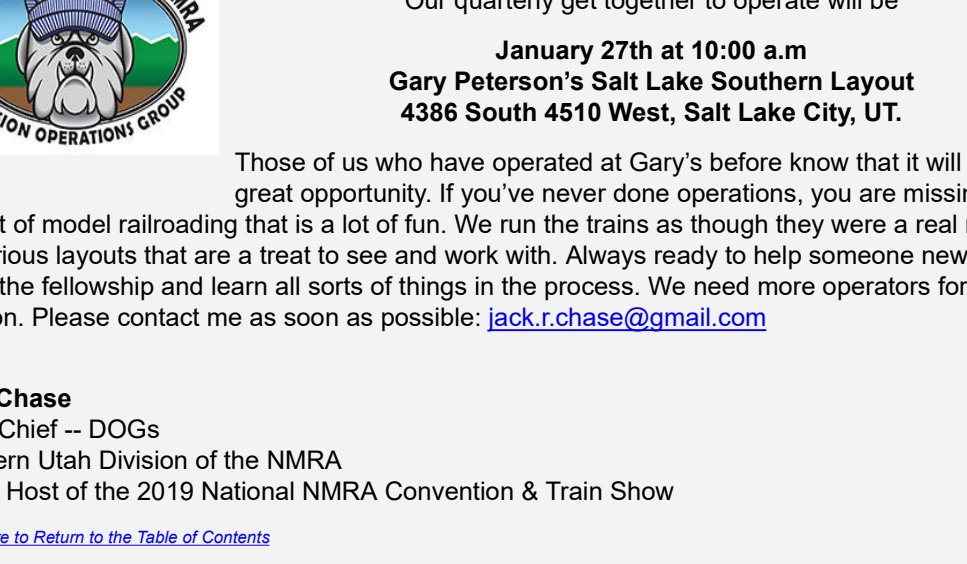 NMRA
Our quarterly get together to operate will be
January 27th at 10:00 a.m
Gary Peterson’s Salt Lake Southern Layout
4386 South 4510 West, Salt Lake City, UT.
OPERATIONS GROUP
Those of us who have operated at Gary’s before know that it will
great opportunity. If you’ve never done operations, you are missin
t of model railroading that is a lot of fun. We run the trains as though they were a real
rious layouts that are a treat to see and work with. Always ready to help someone new
the fellowship and learn all sorts of things in the process. We need more operators for
on. Please contact me as soon as possible: jack.r.chase@gmail.com
Chase
Chief -- DOGs
ern Utah Division of the NMRA
Host of the 2019 National NMRA Convention & Train Show
e to Return to the Table of Contents